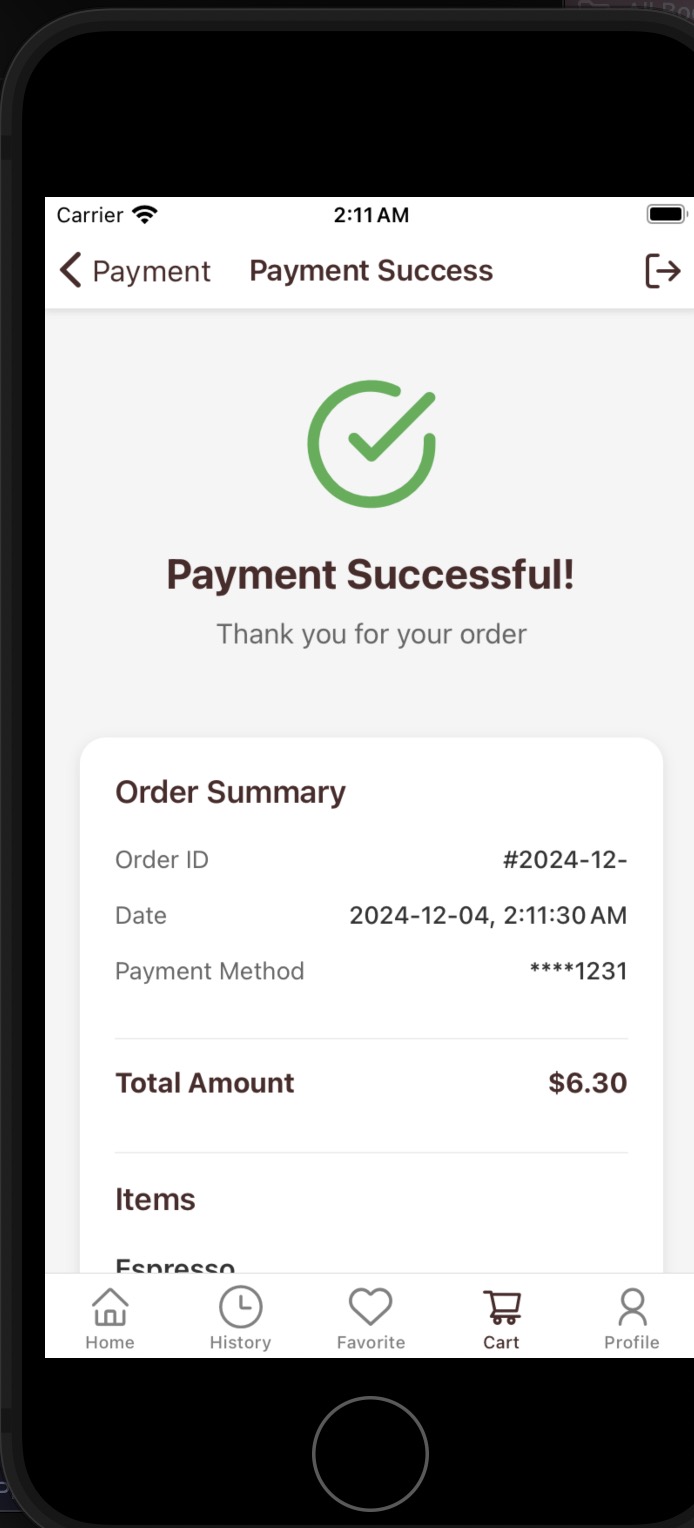 Carrier 2:11 AM
Payment Payment Success
Payment Successful!
Thank you for your order
Order Summary
Order ID #2024-12-
Date 2024-12-04, 2:11:30 AM
Payment Method ****1231
Total Amount $6.30
Items
Espresso
Home History Favorite Cart Profile